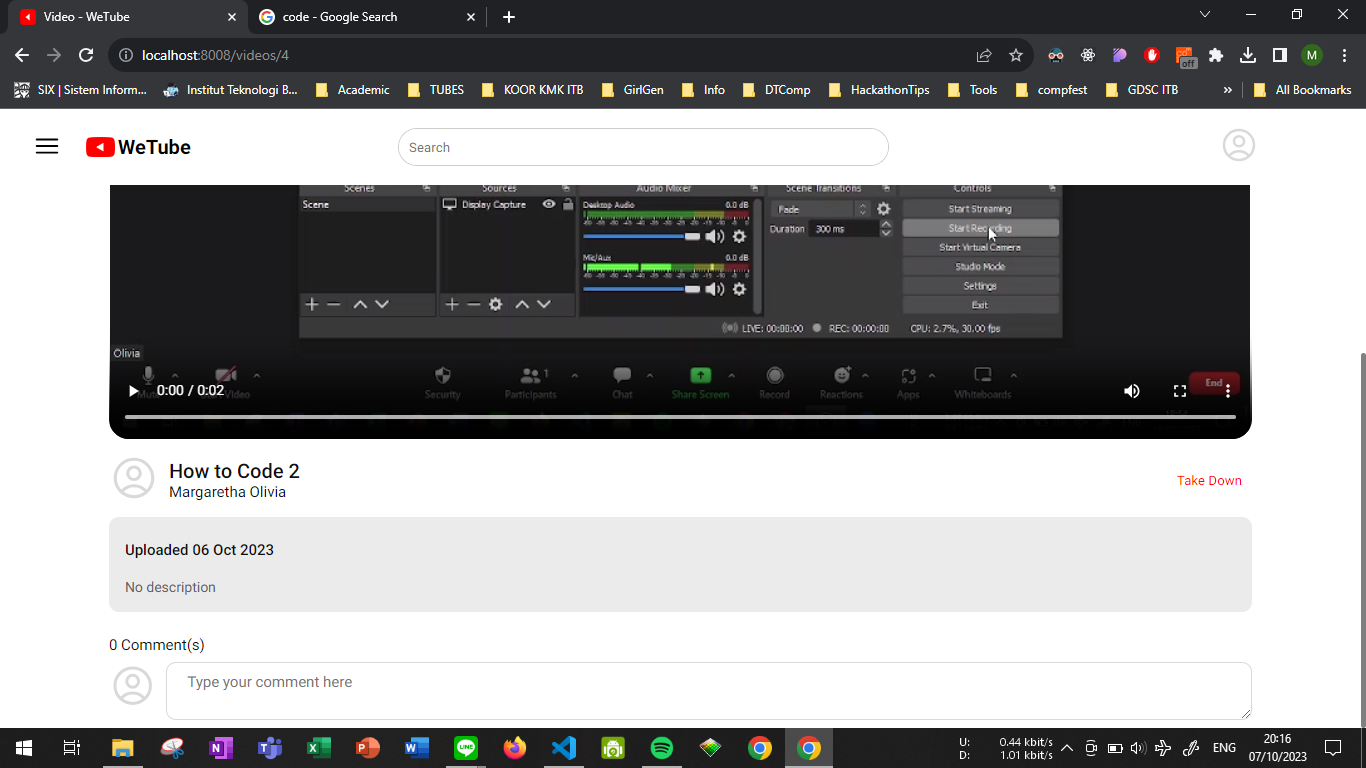 Video - WeTube
code - Google Search
localhost:8008/videos/4
off
M
SIX | Sistem Inform...
Institut Teknologi B...
Academic
TUBES
KOOR KMK ITB
GirlGen
Info
DTComp
HackathonTips
Tools
compfest
GDSC ITB
»
All Bookmarks
WeTube
Search
Scenes
Sources
Audio Mixer
Scene Transitions
Controls
Scene
Display Capture
Desktop Audio
0.0 dB
Fade
Start Streaming
Duration
300 ms
Start Recording
Start Virtual Camera
Mic/Aux
0.0 dB
Studio Mode
Settings
Exit
LIVE: 00:00:00
REC: 00:00:00
CPU: 2.7%, 30.00 fps
Olivia
0:00 / 0:02
Mute
Video
Security
Participants
1
Chat
Share Screen
Record
Reactions
Apps
Whiteboards
End
How to Code 2
Margaretha Olivia
Take Down
Uploaded 06 Oct 2023
No description
0 Comment(s)
Type your comment here
U: 0.44 kbit/s
D: 1.01 kbit/s
ENG
20:16
07/10/2023